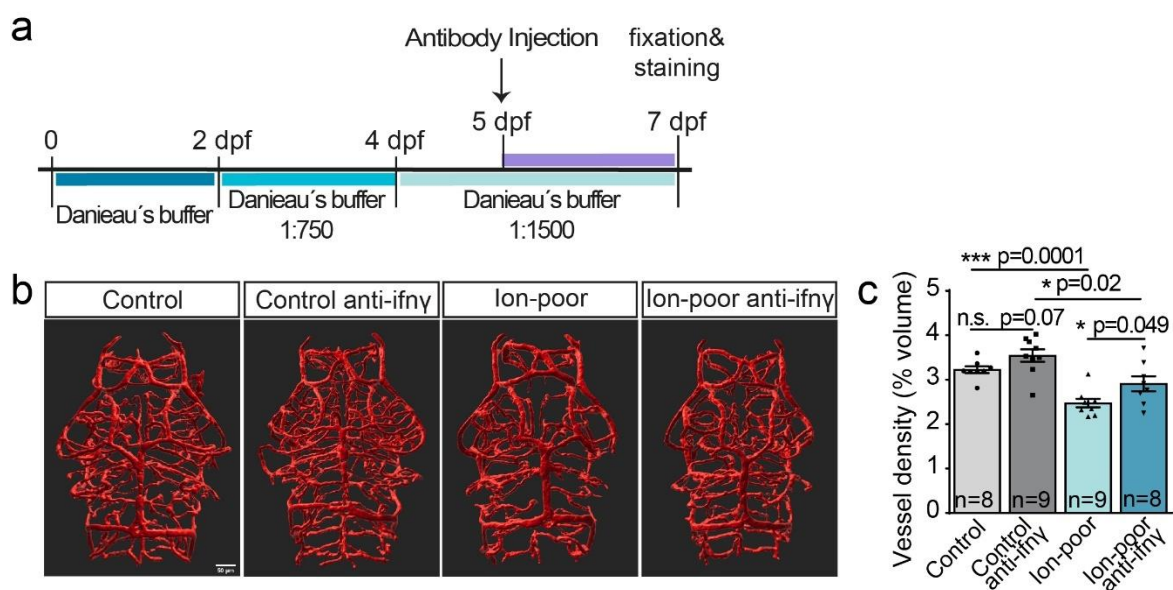 a
Antibody Injection
fixation&
staining
0
2 dpf
4 dpf
5 dpf
7 dpf
Danieau´s buffer
Danieau´s buffer
1:750
Danieau´s buffer
1:1500
b
Control
Control anti-ifnγ
Ion-poor
Ion-poor anti-ifnγ
50 µm
c
*** p=0.0001
* p=0.02
n.s. p=0.07
* p=0.049
Vessel density (% volume)
5
4
3
2
1
0
n=8
n=9
n=9
n=8
Control
Control
anti-ifnγ
Ion-poor
Ion-poor
anti-ifnγ